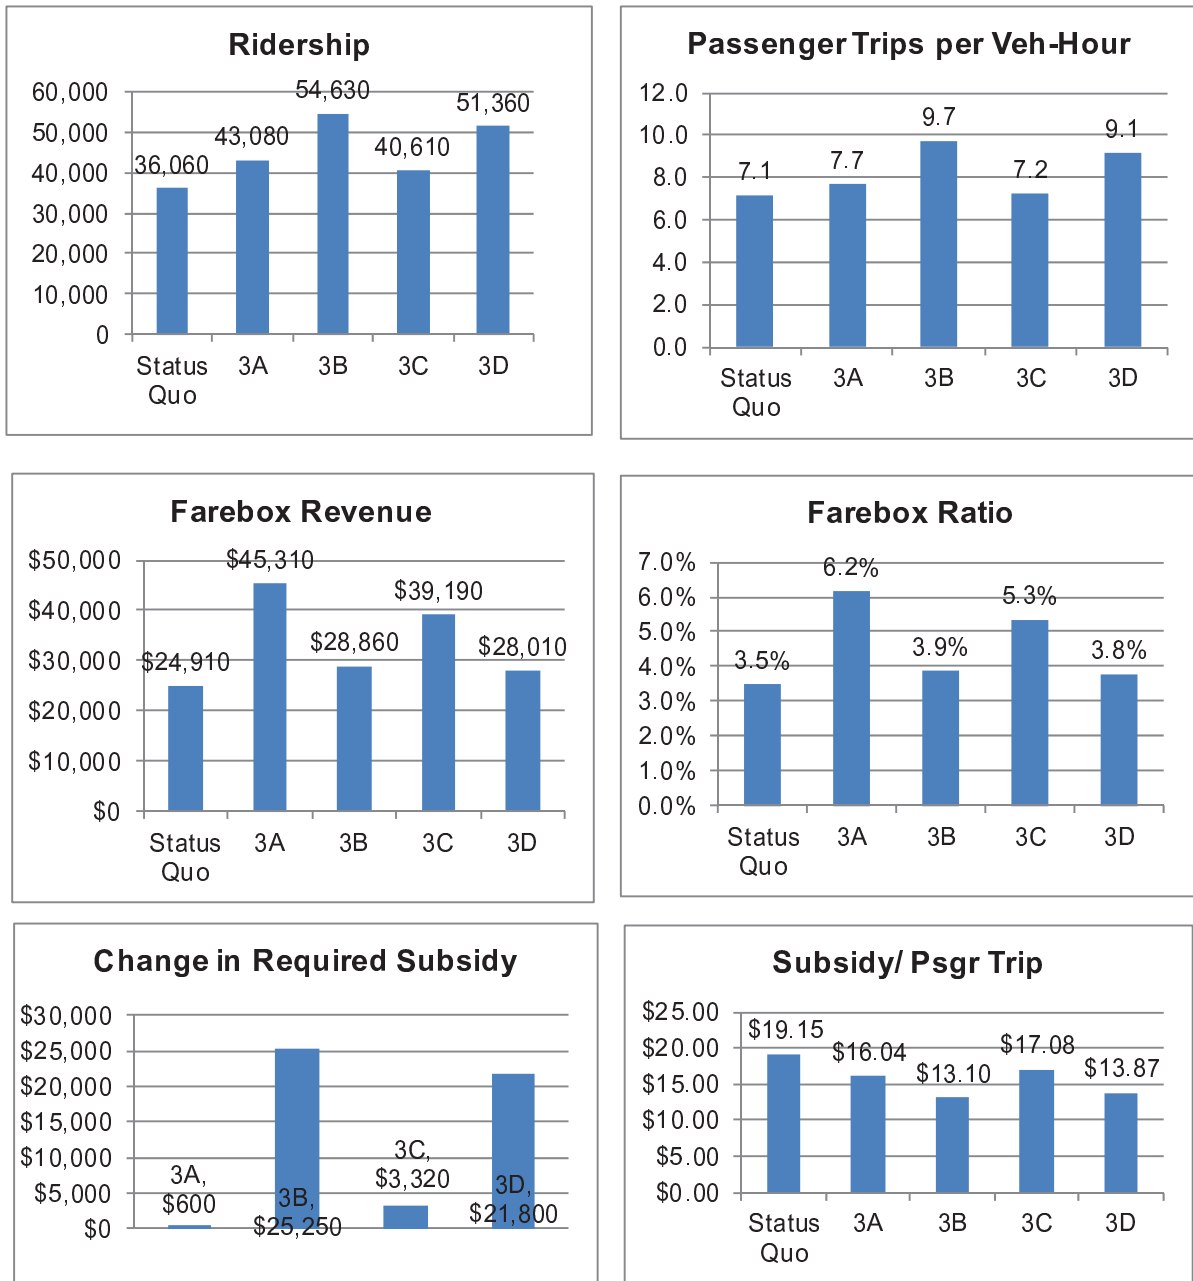 Ridership
60,000
50,000
40,000
30,000
20,000
10,000
0
36,060
43,080
54,630
40,610
51,360
Status Quo
3A
3B
3C
3D
Passenger Trips per Veh-Hour
12.0
10.0
8.0
6.0
4.0
2.0
0.0
7.1
7.7
9.7
7.2
9.1
Status Quo
3A
3B
3C
3D
Farebox Revenue
$50,000
$40,000
$30,000
$20,000
$10,000
$0
$24,910
$45,310
$28,860
$39,190
$28,010
Status Quo
3A
3B
3C
3D
Farebox Ratio
7.0%
6.0%
5.0%
4.0%
3.0%
2.0%
1.0%
0.0%
3.5%
6.2%
3.9%
5.3%
3.8%
Status Quo
3A
3B
3C
3D
Change in Required Subsidy
$30,000
$25,000
$20,000
$15,000
$10,000
$5,000
$0
3A,
$600
3B,
$25,250
3C,
$3,320
3D,
$21,800
Subsidy/ Psgr Trip
$25.00
$20.00
$15.00
$10.00
$5.00
$0.00
$19.15
$16.04
$13.10
$17.08
$13.87
Status Quo
3A
3B
3C
3D